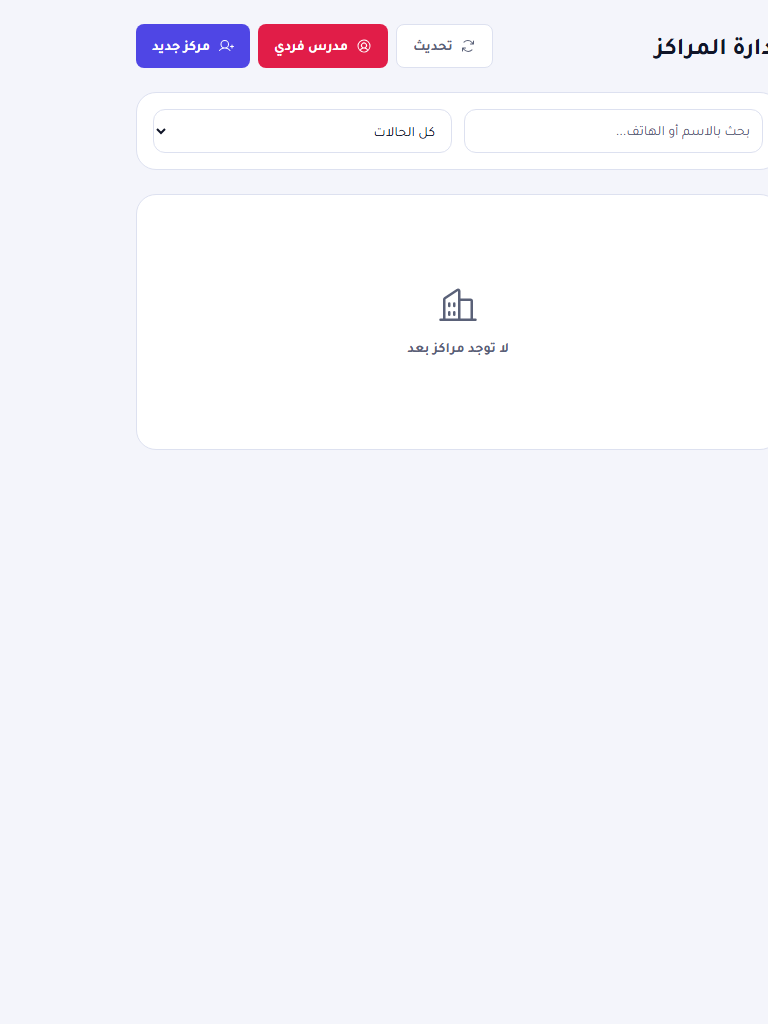 دارة المراكز
تحديث
مدرس فردي
مركز جديد
بحث بالاسم أو الهاتف...
كل الحالات
لا توجد مراكز بعد